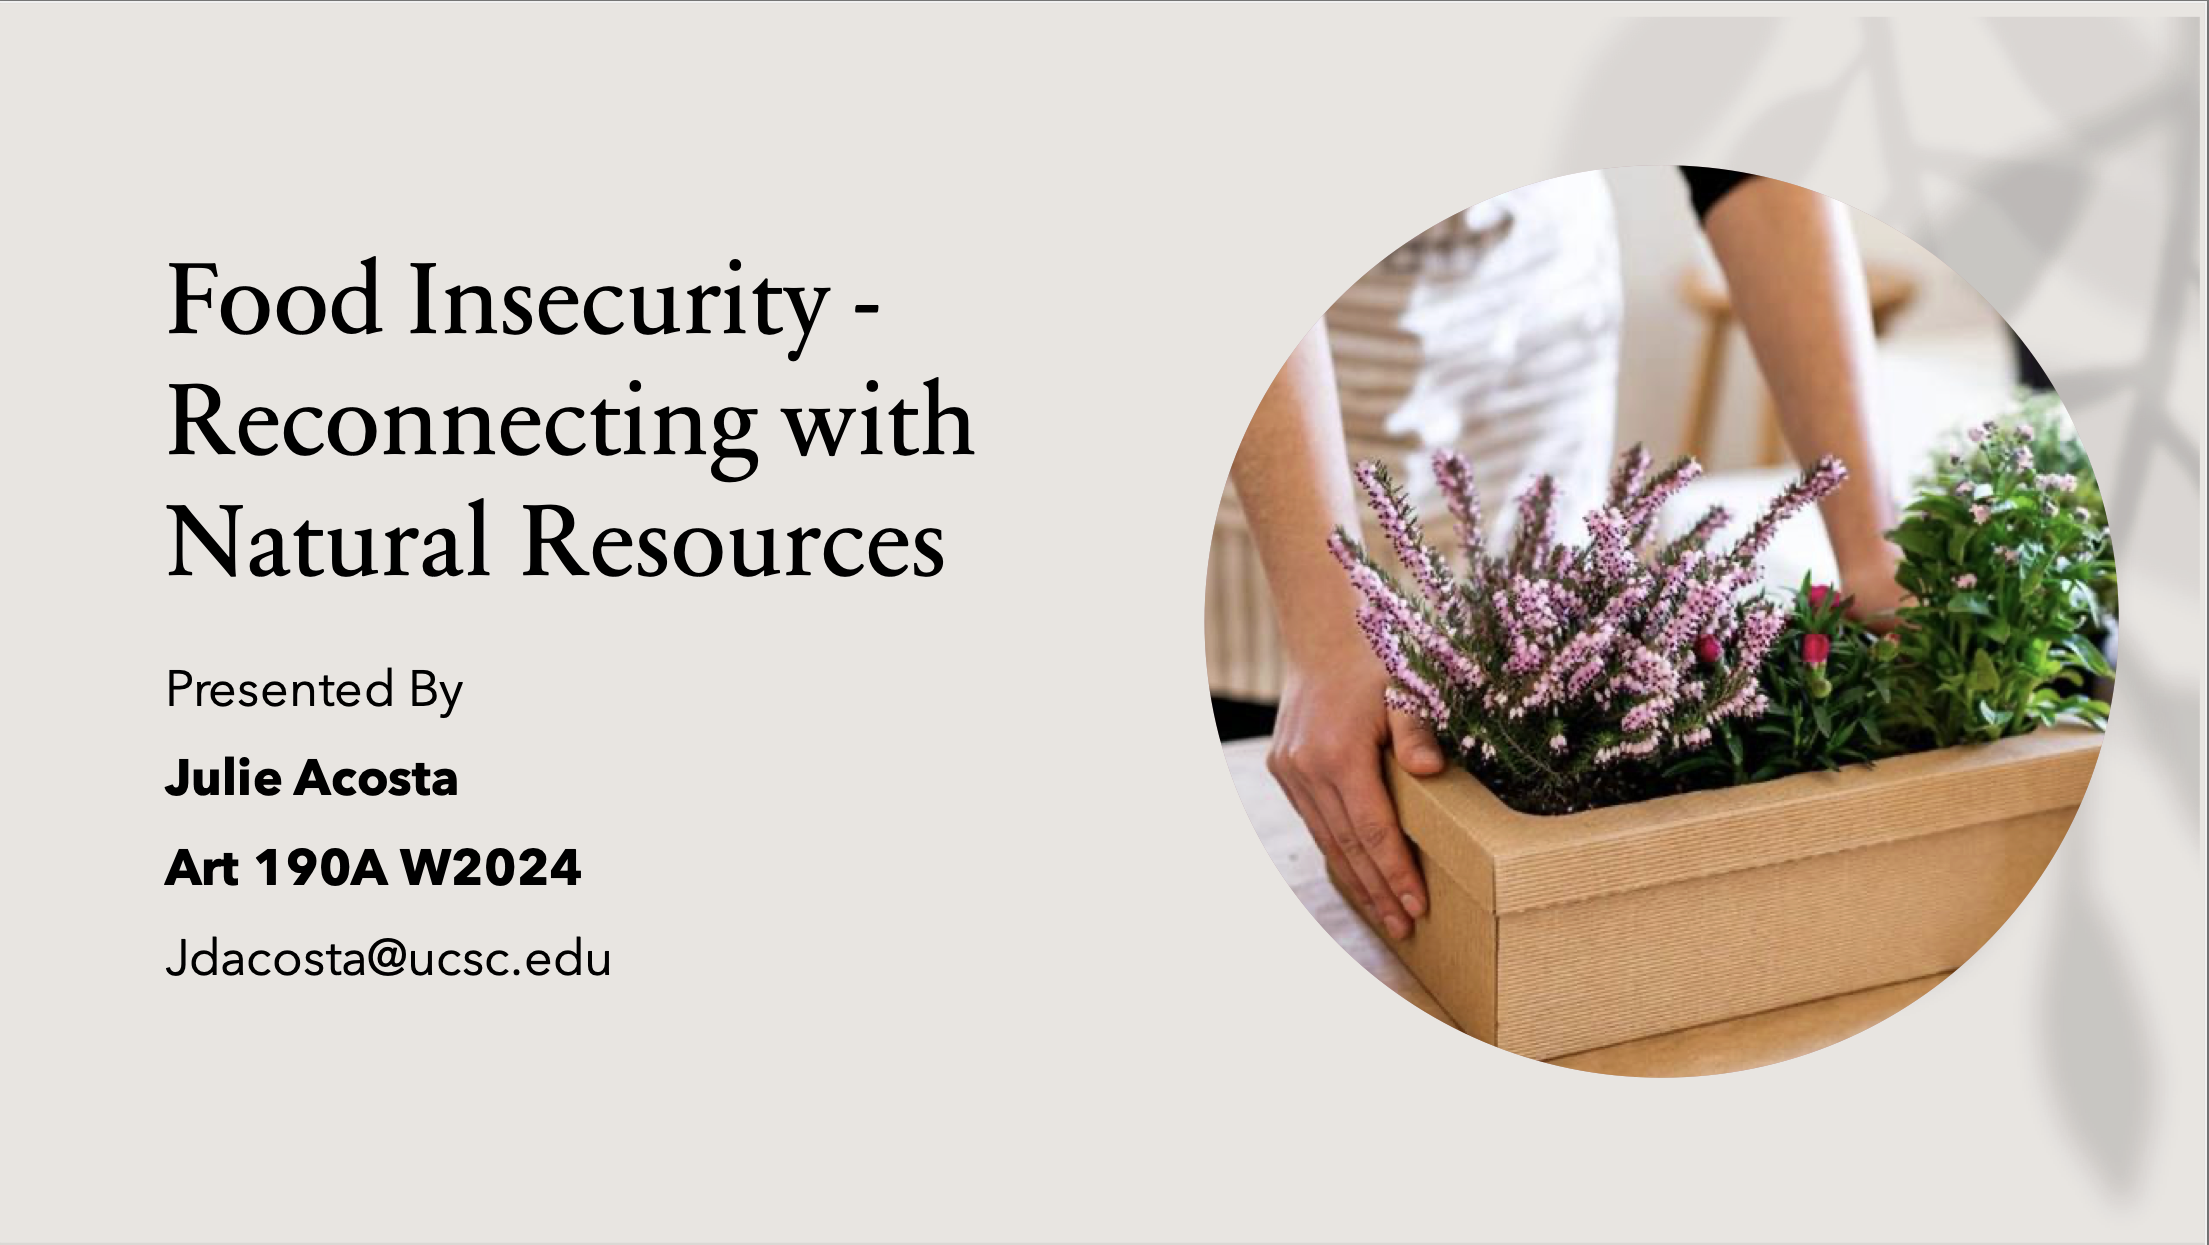 Food Insecurity -
Reconnecting with
Natural Resources
Presented By
Julie Acosta
Art 190A W2024
Jdacosta@ucsc.edu